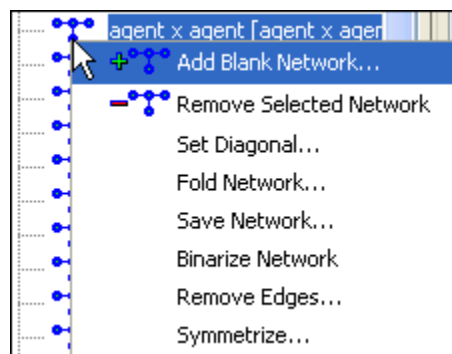 agent x agent [agent x agen
Add Blank Network...
Remove Selected Network
Set Diagonal...
Fold Network...
Save Network...
Binarize Network
Remove Edges...
Symmetrize...